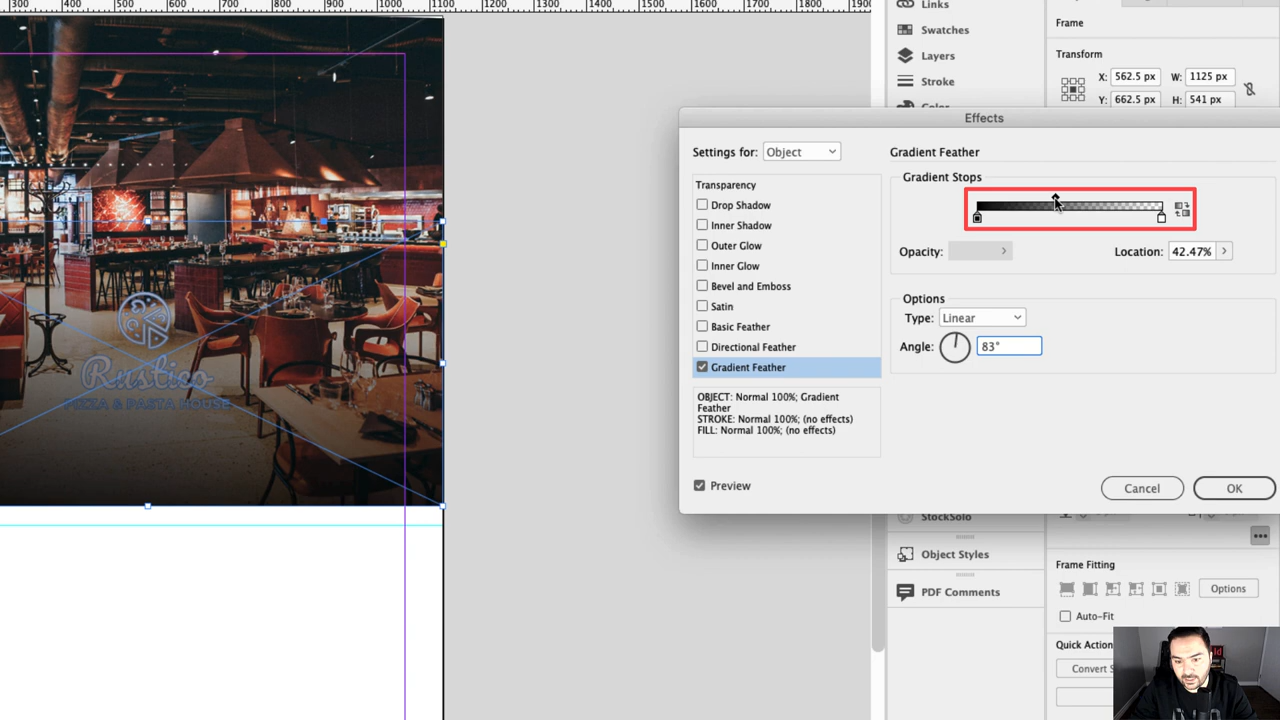 300 400 500 600 700 800 900 1000 1100 1200 1300 1400 1500 1600 1700 1800 1900
Links
Swatches
Layers
Stroke
Color
Frame
Transform
X: 562.5 px W: 1125 px
Y: 662.5 px H: 541 px
Effects
Settings for: Object
Transparency
Drop Shadow
Inner Shadow
Outer Glow
Inner Glow
Bevel and Emboss
Satin
Basic Feather
Directional Feather
Gradient Feather
OBJECT: Normal 100%; Gradient
Feather
STROKE: Normal 100%; (no effects)
FILL: Normal 100%; (no effects)
Preview
Gradient Feather
Gradient Stops
Opacity:
Location: 42.47%
Options
Type: Linear
Angle: 83°
Cancel
OK
Rustico
PIZZA & PASTA HOUSE
StockSolo
Object Styles
PDF Comments
Frame Fitting
Options
Auto-Fit
Quick Action
Convert S